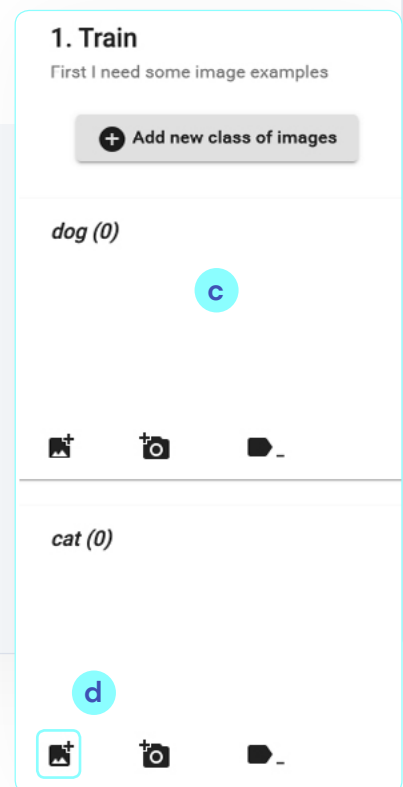 1. Train
First I need some image examples
Add new class of images
dog (0)
c
cat (0)
d